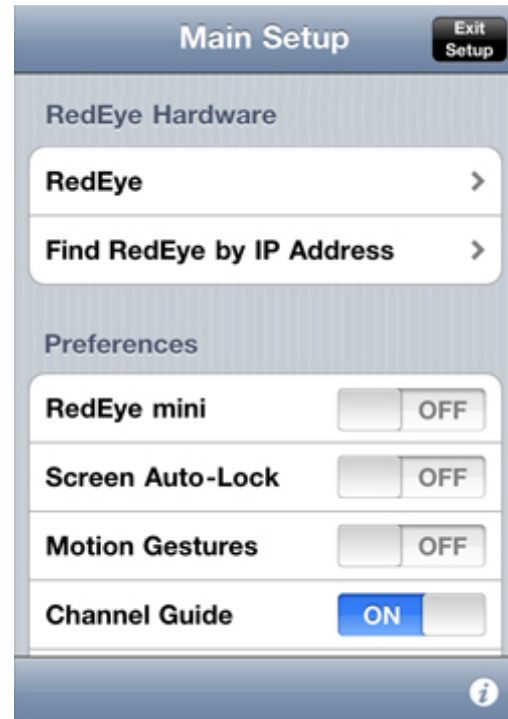 Main Setup
Exit
Setup
RedEye Hardware
RedEye
Find RedEye by IP Address
Preferences
RedEye mini OFF
Screen Auto-Lock OFF
Motion Gestures OFF
Channel Guide ON
i